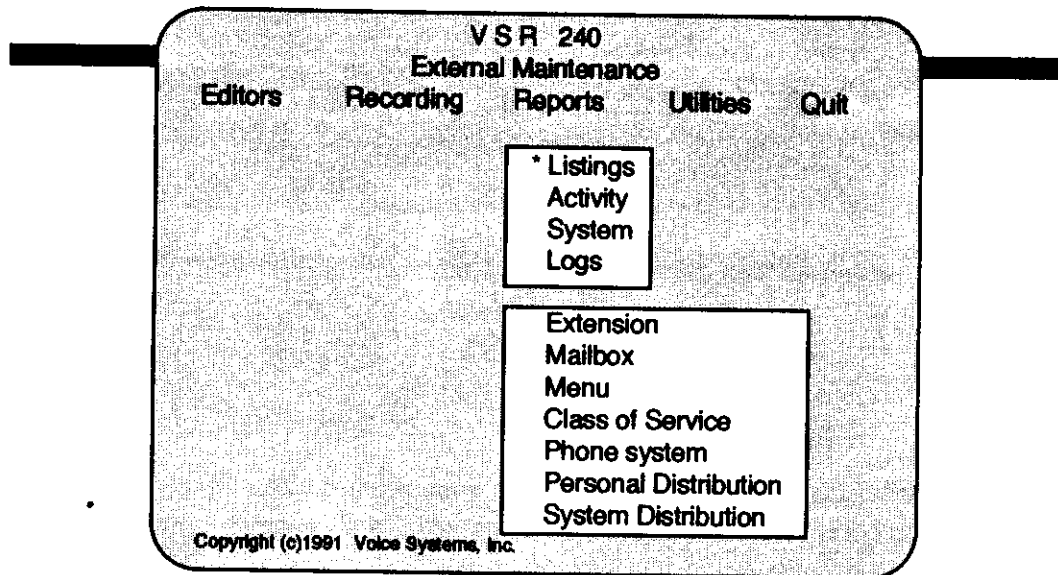 V S R 240
External Maintenance
Editors Recording Reports Utilities Quit
* Listings
Activity
System
Logs
Extension
Mailbox
Menu
Class of Service
Phone system
Personal Distribution
System Distribution
Copyright (c)1991 Voice Systems, Inc.